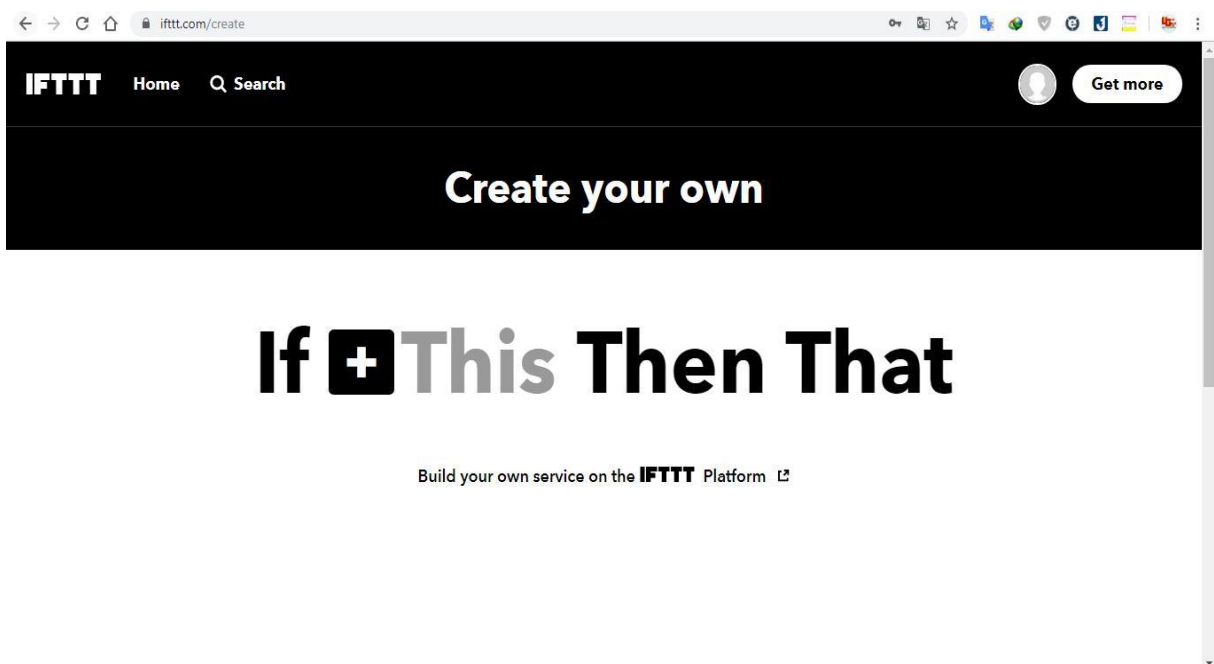 ifttt.com/create
IFTTT Home Search Get more
Create your own
If + This Then That
Build your own service on the IFTTT Platform